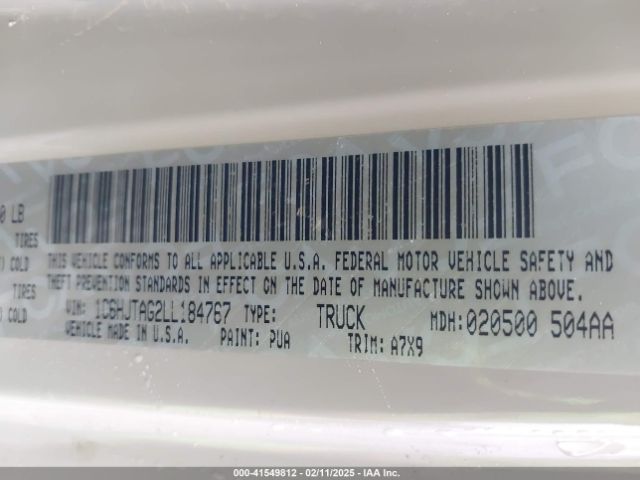 0 LB
TIRES
COLD
TIRES
COLD
THIS VEHICLE CONFORMS TO ALL APPLICABLE U.S.A. FEDERAL MOTOR VEHICLE SAFETY AND
THEFT PREVENTION STANDARDS IN EFFECT ON THE DATE OF MANUFACTURE SHOWN ABOVE.
VIN: 1C6HJTAG2LL184767 TYPE: TRUCK MDH:020500 504AA
VEHICLE MADE IN U.S.A. PAINT: PUA TRIM: A7X9
000-41549812 - 02/11/2025 - IAA Inc.